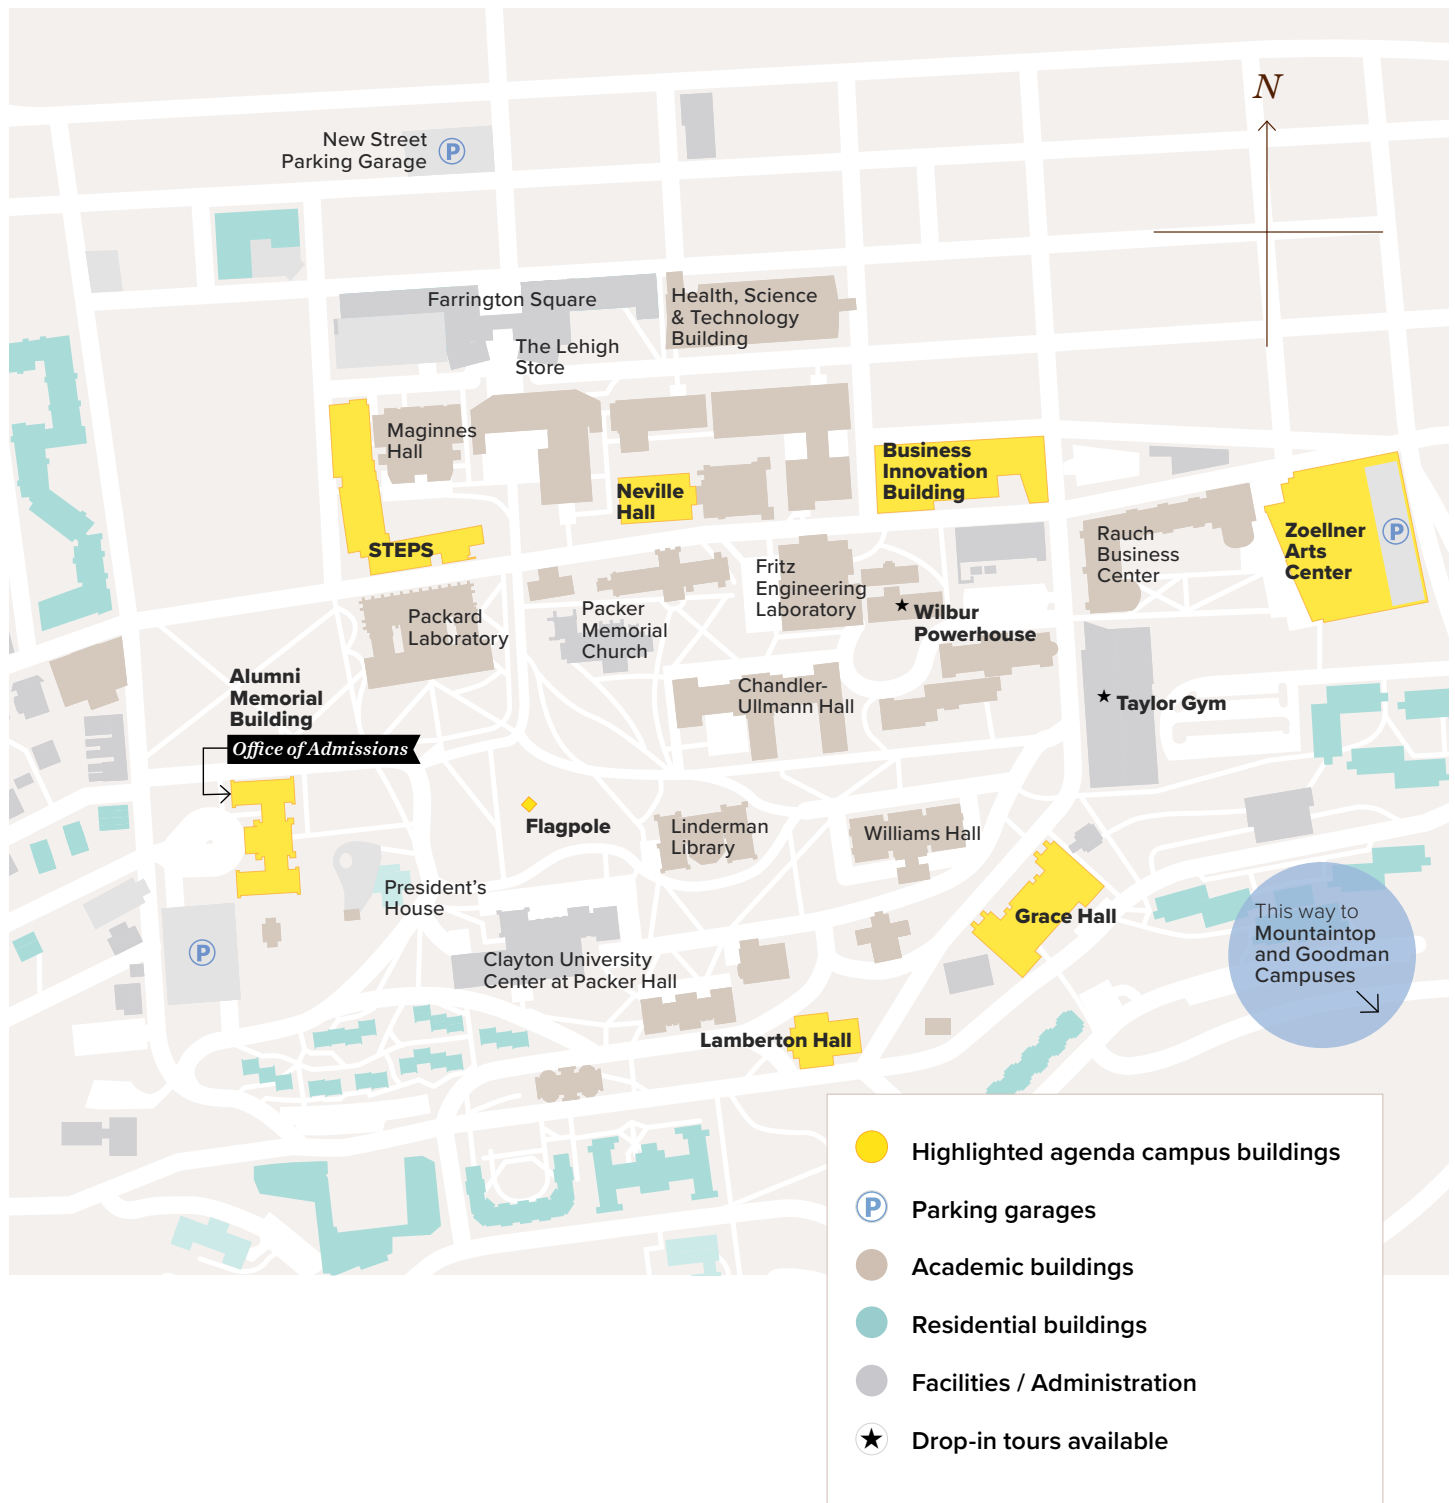 N
New Street
Parking Garage
P
Farrington Square
Health, Science
& Technology
Building
The Lehigh
Store
Maginnes
Hall
Business
Innovation
Building
Neville
Hall
STEPS
Zoellner
Arts
Center
P
Rauch
Business
Center
Fritz
Engineering
Laboratory
Packer
Memorial
Church
Packard
Laboratory
Wilbur
Powerhouse
Alumni
Memorial
Building
Office of Admissions
Chandler-
Ullmann Hall
Taylor Gym
Flagpole
Linderman
Library
Williams Hall
President's
House
Grace Hall
This way to
Mountaintop
and Goodman
Campuses
P
Clayton University
Center at Packer Hall
Lamberton Hall
Highlighted agenda campus buildings
P Parking garages
Academic buildings
Residential buildings
Facilities / Administration
Drop-in tours available